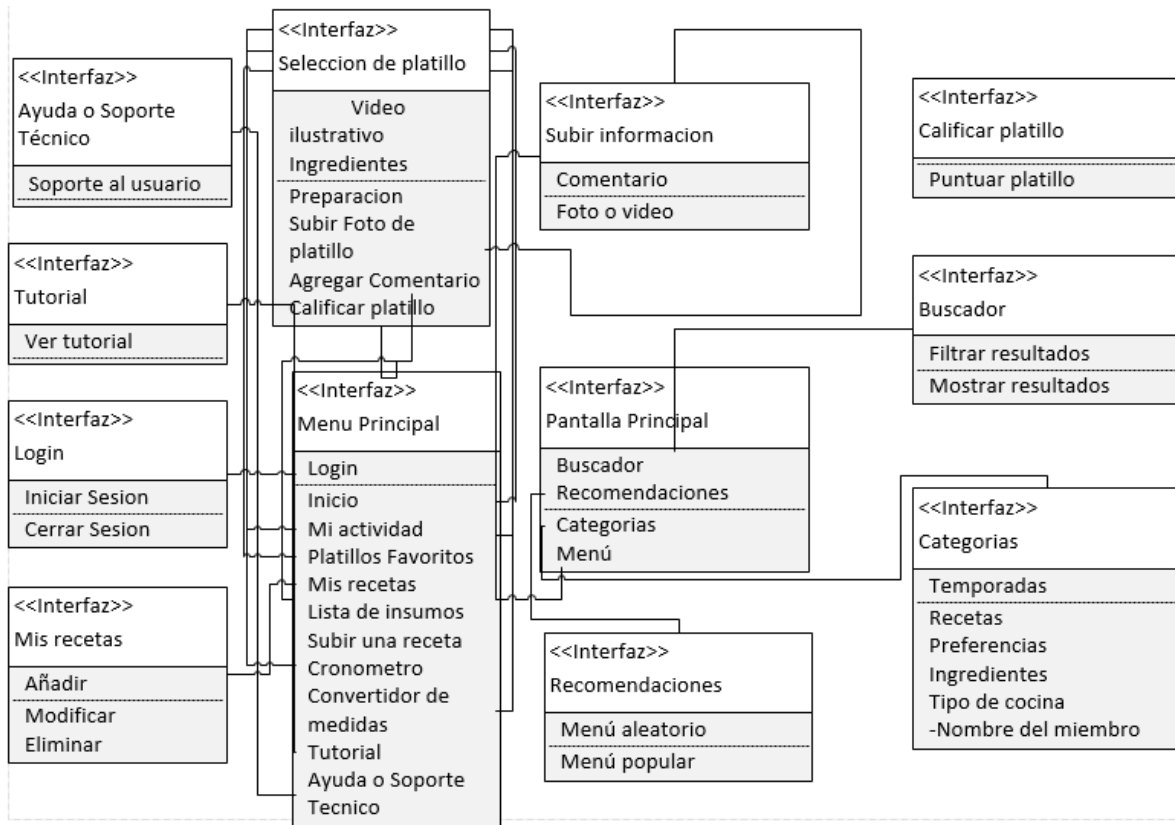 <<Interfaz>>
Seleccion de platillo
Video
ilustrativo
Ingredientes
Preparacion
Subir Foto de
platillo
Agregar Comentario
Calificar platillo
<<Interfaz>>
Ayuda o Soporte
Técnico
Soporte al usuario
<<Interfaz>>
Subir informacion
Comentario
Foto o video
<<Interfaz>>
Calificar platillo
Puntuar platillo
<<Interfaz>>
Tutorial
Ver tutorial
<<Interfaz>>
Buscador
Filtrar resultados
Mostrar resultados
<<Interfaz>>
Login
Iniciar Sesion
Cerrar Sesion
<<Interfaz>>
Menu Principal
Login
Inicio
Mi actividad
Platillos Favoritos
Mis recetas
Lista de insumos
Subir una receta
Cronometro
Convertidor de
medidas
Tutorial
Ayuda o Soporte
Tecnico
<<Interfaz>>
Pantalla Principal
Buscador
Recomendaciones
Categorias
Menú
<<Interfaz>>
Categorias
Temporadas
Recetas
Preferencias
Ingredientes
Tipo de cocina
-Nombre del miembro
<<Interfaz>>
Mis recetas
Añadir
Modificar
Eliminar
<<Interfaz>>
Recomendaciones
Menú aleatorio
Menú popular